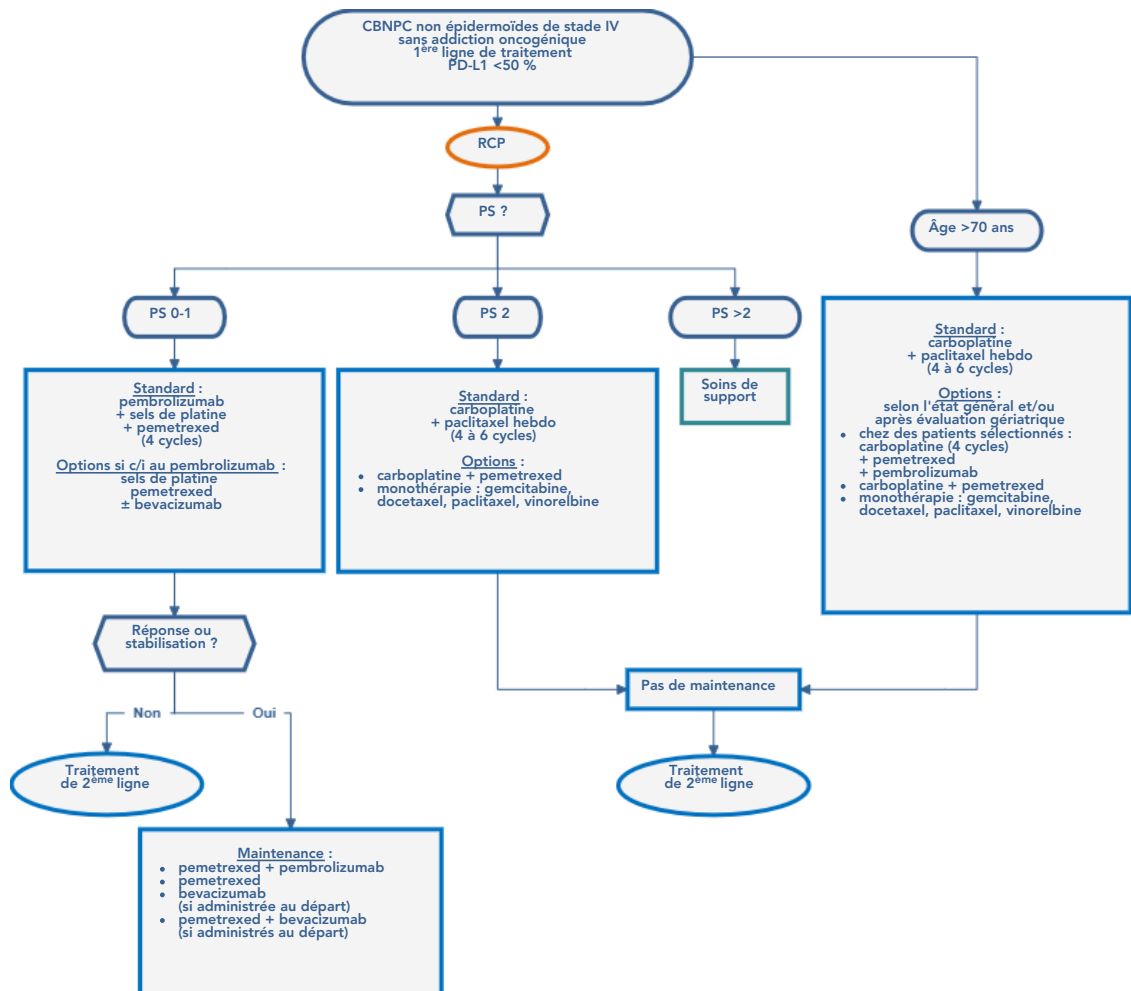 CBNPC non épidermoïdes de stade IV
sans addiction oncogénique
1ère ligne de traitement
PD-L1 <50 %
RCP
PS ?
Âge >70 ans
PS 0-1
PS 2
PS >2
Standard :
pembrolizumab
+ sels de platine
+ pemetrexed
(4 cycles)
Options si c/i au pembrolizumab :
sels de platine
pemetrexed
± bevacizumab
Standard :
carboplatine
+ paclitaxel hebdo
(4 à 6 cycles)
Options :
• carboplatine + pemetrexed
• monothérapie : gemcitabine,
docetaxel, paclitaxel, vinorelbine
Soins de
support
Standard :
carboplatine
+ paclitaxel hebdo
(4 à 6 cycles)
Options :
selon l'état général et/ou
après évaluation gériatrique
• chez des patients sélectionnés :
carboplatine (4 cycles)
+ pemetrexed
+ pembrolizumab
• carboplatine + pemetrexed
• monothérapie : gemcitabine,
docetaxel, paclitaxel, vinorelbine
Réponse ou
stabilisation ?
Pas de maintenance
Non
Oui
Traitement
de 2ème ligne
Traitement
de 2ème ligne
Maintenance :
• pemetrexed + pembrolizumab
• pemetrexed
• bevacizumab
(si administrée au départ)
• pemetrexed + bevacizumab
(si administrés au départ)